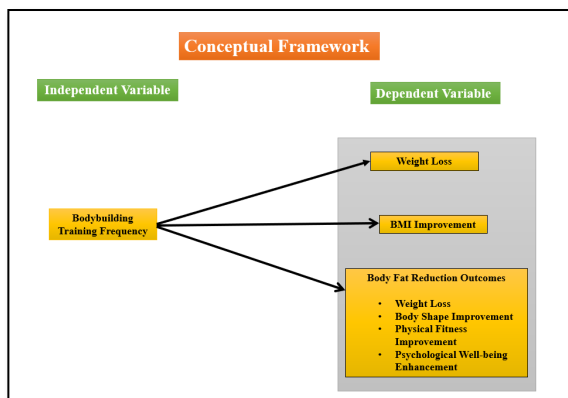 Conceptual Framework
Independent Variable
Dependent Variable
Weight Loss
Bodybuilding
Training Frequency
BMI Improvement
Body Fat Reduction Outcomes
• Weight Loss
• Body Shape Improvement
• Physical Fitness
Improvement
• Psychological Well-being
Enhancement